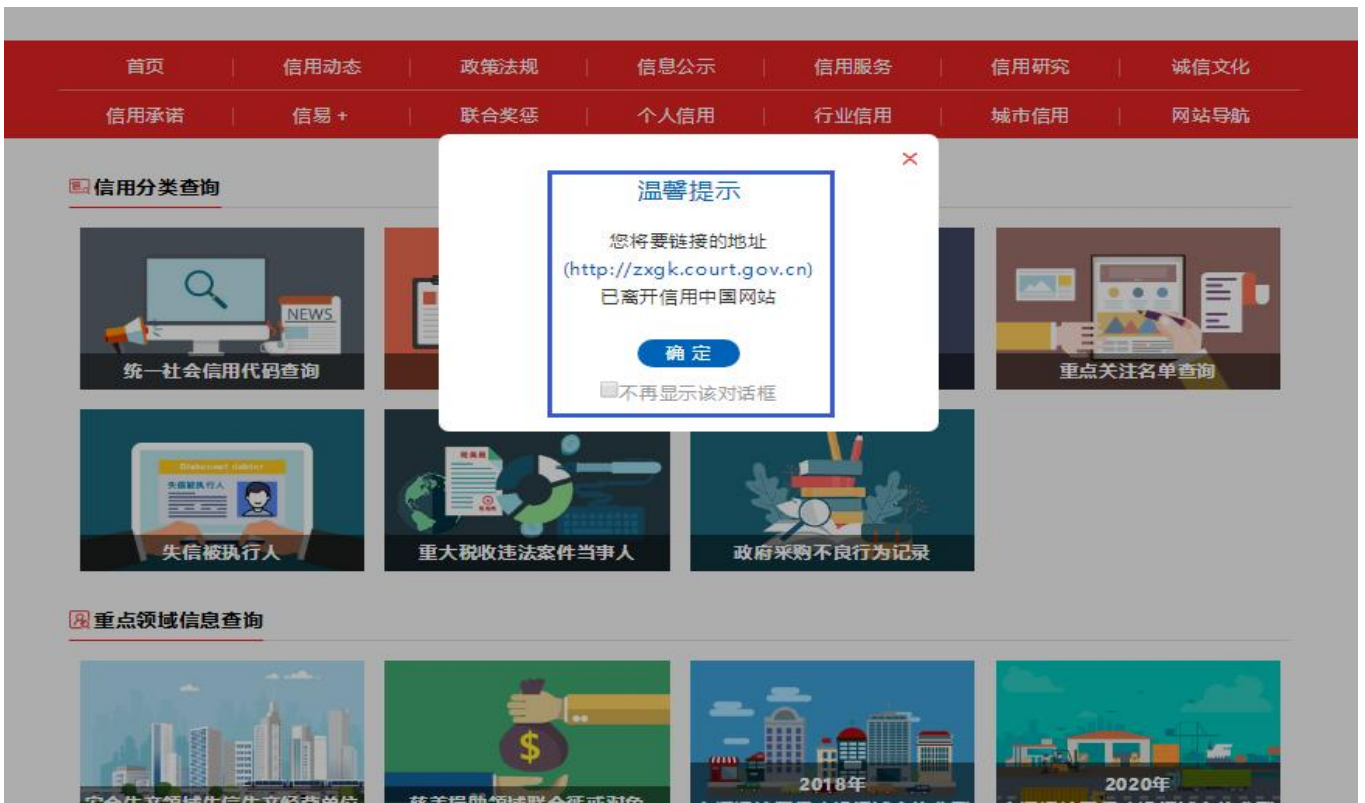 首页 信用动态 政策法规 信息公示 信用服务 信用研究 诚信文化
信用承诺 信易 + 联合奖惩 个人信用 行业信用 城市信用 网站导航
信用分类查询
温馨提示
您将要链接的地址
(http://zxgk.court.gov.cn)
已离开信用中国网站
确定
不再显示该对话框
NEWS
统一社会信用代码查询
重点关注名单查询
失信被执行人
失信被执行人
重大税收违法案件当事人
政府采购不良行为记录
重点领域信息查询
2018年
2020年